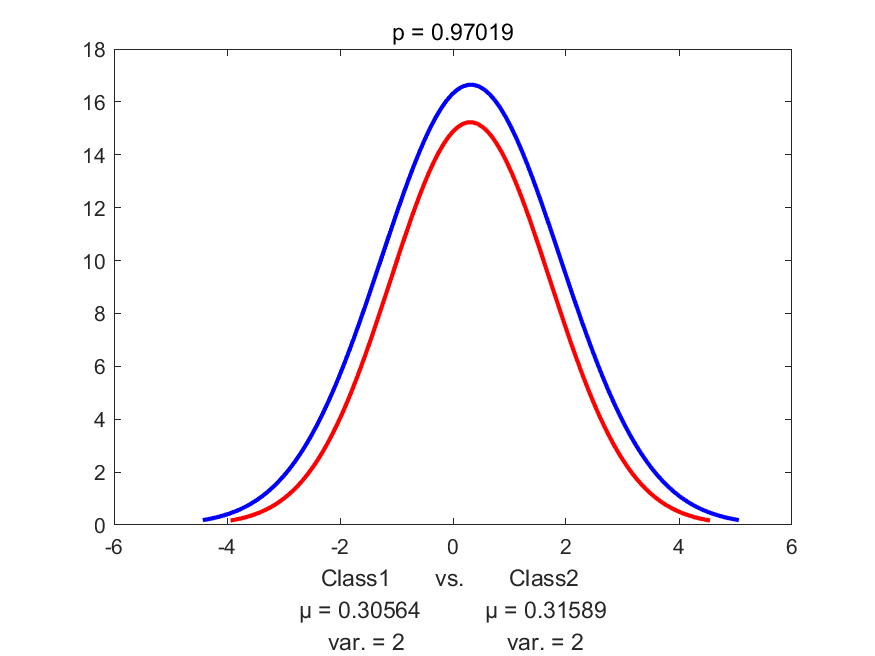 p = 0.97019
18
16
14
12
10
8
6
4
2
0
-6 -4 -2 0 2 4 6
Class1 vs. Class2
μ = 0.30564 μ = 0.31589
var. = 2 var. = 2